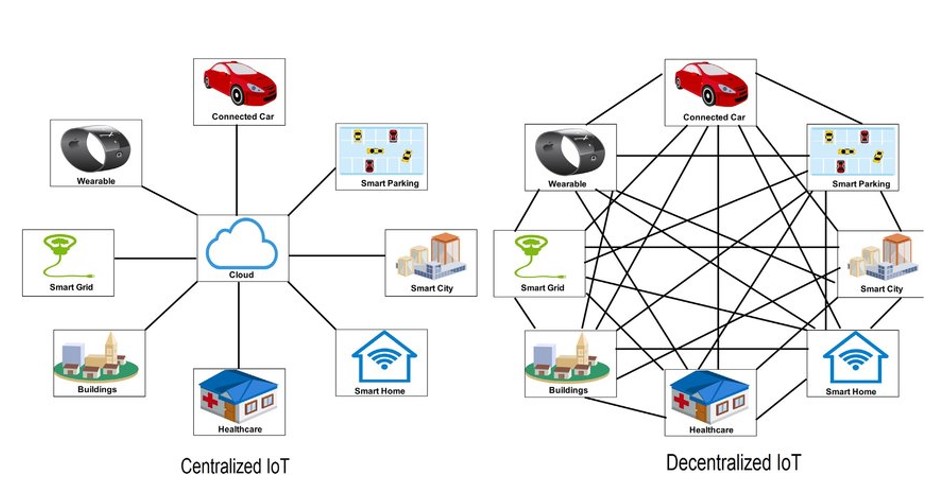 Connected Car
Wearable
Smart Parking
Cloud
Smart Grid
Smart City
Buildings
Smart Home
Healthcare
Centralized IoT
Connected Car
Wearable
Smart Parking
Smart Grid
Smart City
Buildings
Smart Home
Healthcare
Decentralized IoT